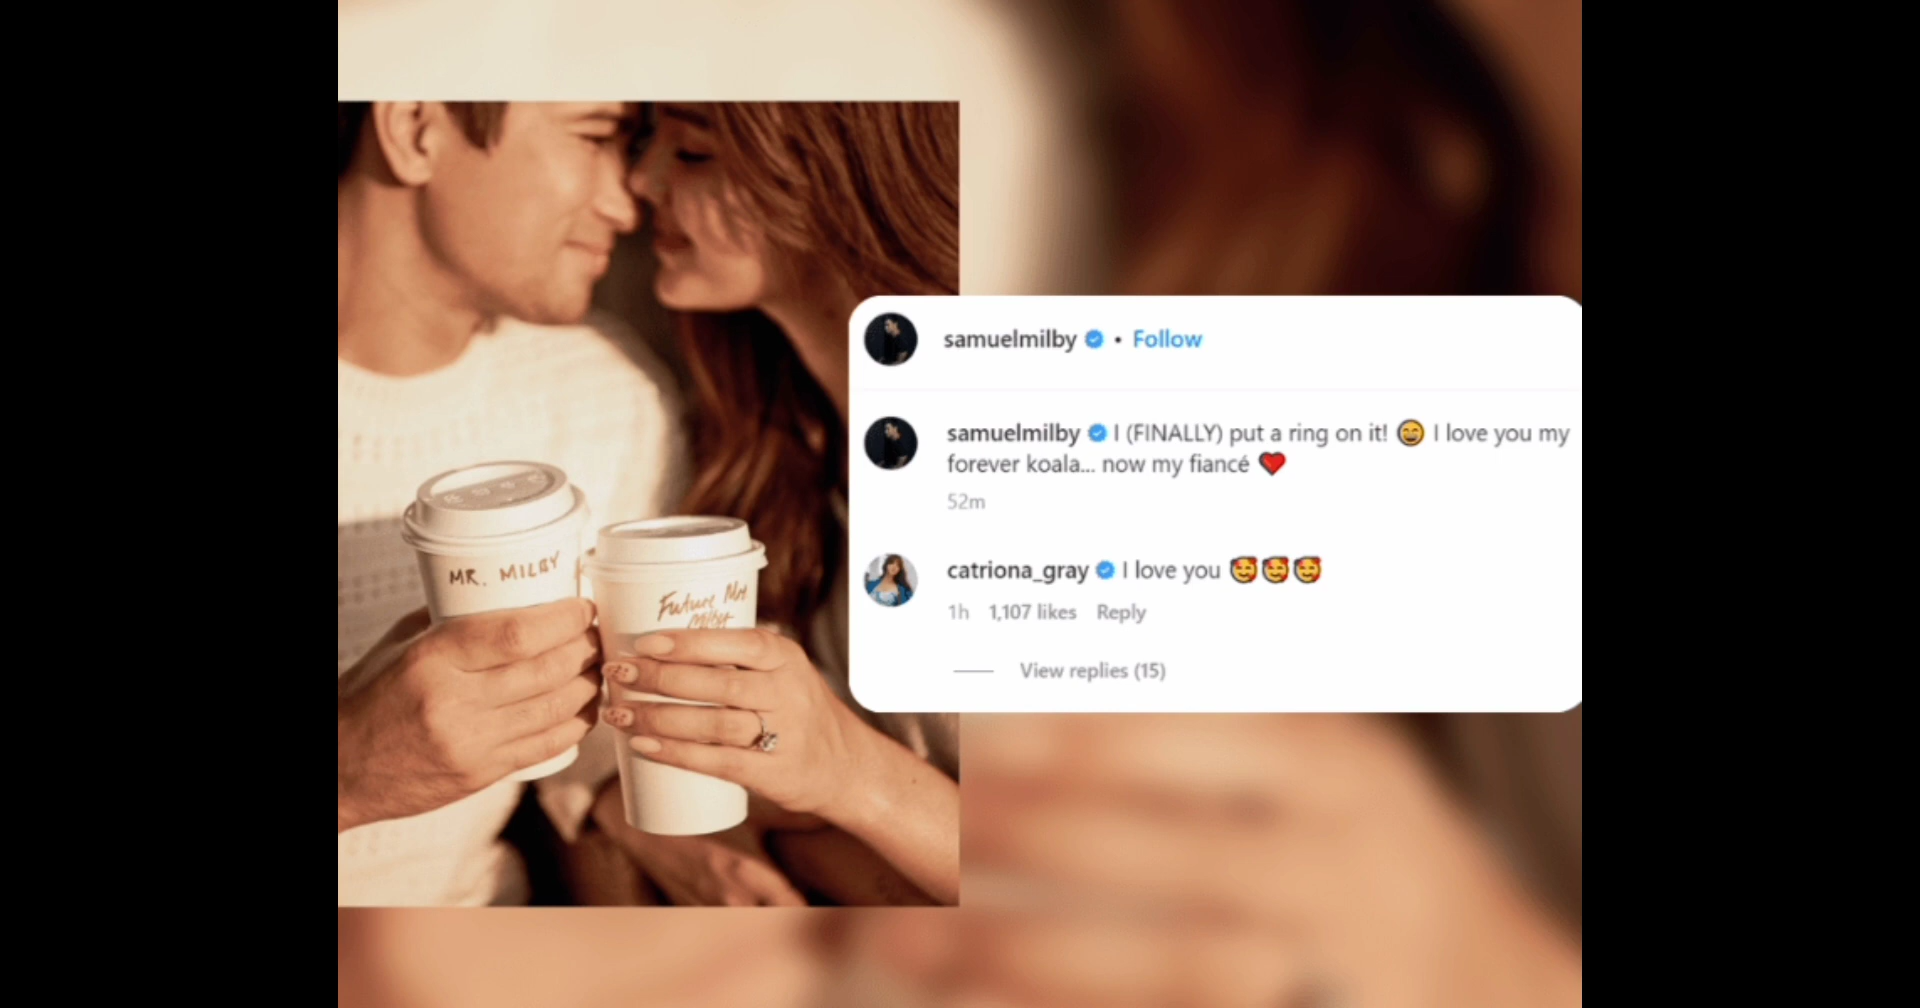 MR. MILBY
Future Mrs
Milby
samuelmilby • Follow
samuelmilby I (FINALLY) put a ring on it! 😄 I love you my
forever koala... now my fiancé ❤️
52m
catriona_gray I love you 🥰🥰🥰
1h 1,107 likes Reply
View replies (15)